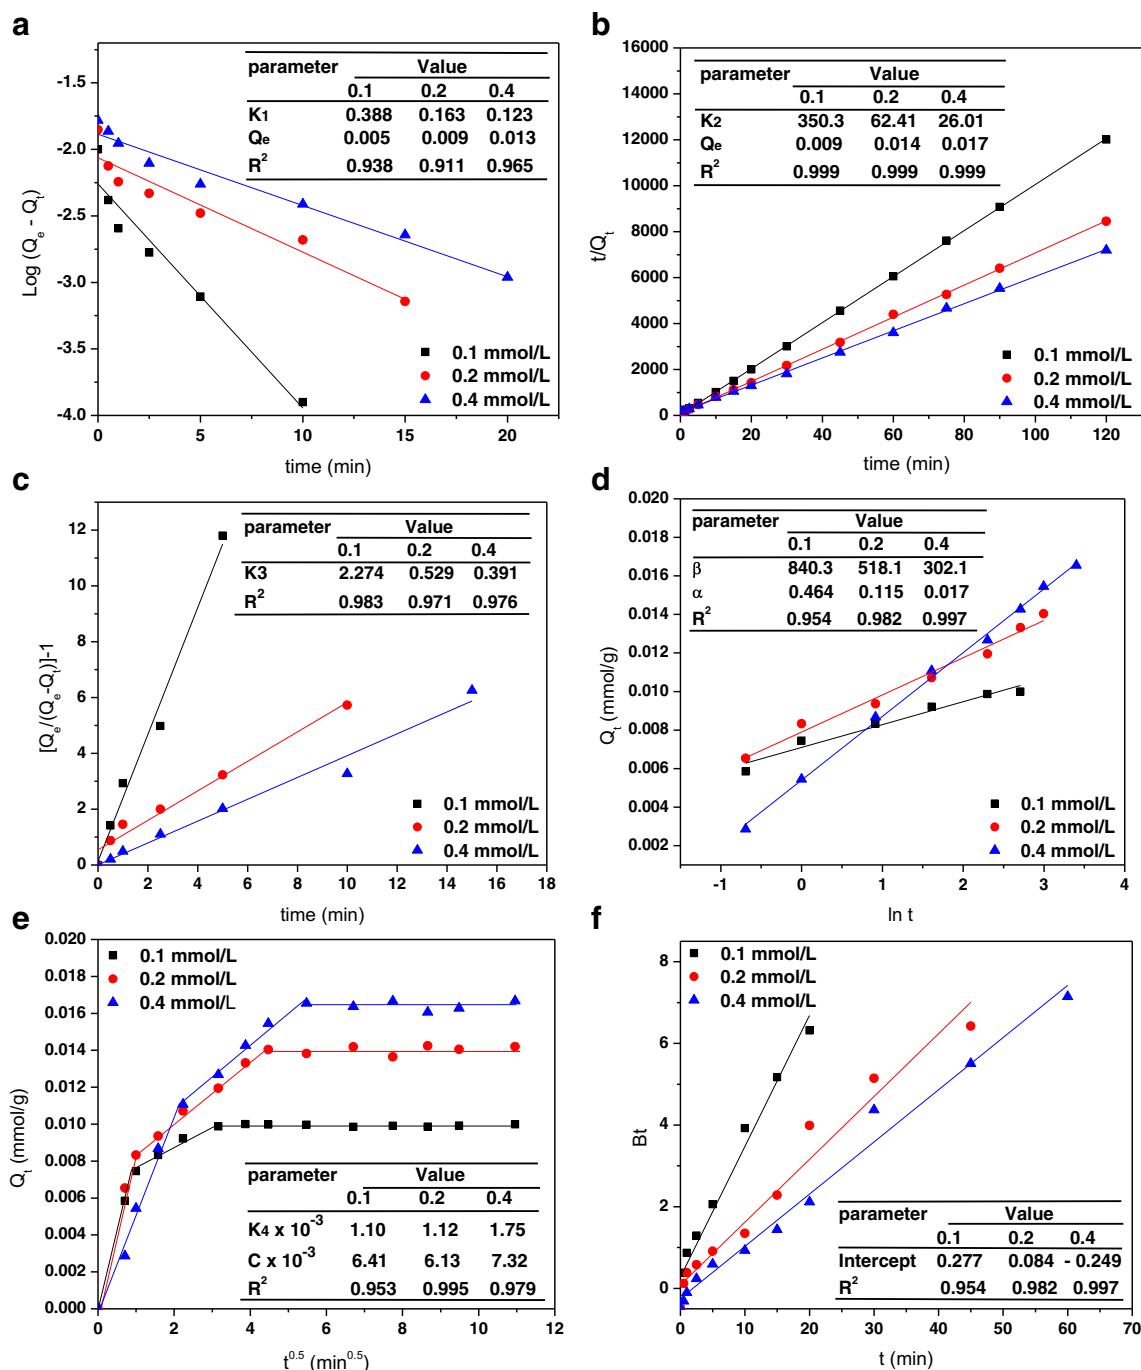 a
parameter Value
0.1 0.2 0.4
K1 0.388 0.163 0.123
Qe 0.005 0.009 0.013
R² 0.938 0.911 0.965
-1.5
-2.0
-2.5
-3.0
-3.5
-4.0
Log (Q_e - Q_t)
0.1 mmol/L
0.2 mmol/L
0.4 mmol/L
0 5 10 15 20
time (min)
b
parameter Value
0.1 0.2 0.4
K2 350.3 62.41 26.01
Qe 0.009 0.014 0.017
R² 0.999 0.999 0.999
16000
14000
12000
10000
8000
6000
4000
2000
0
t/Q_t
0.1 mmol/L
0.2 mmol/L
0.4 mmol/L
0 20 40 60 80 100 120
time (min)
c
parameter Value
0.1 0.2 0.4
K3 2.274 0.529 0.391
R² 0.983 0.971 0.976
12
10
8
6
4
2
0
[Q_e/(Q_e-Q_t)]-1
0.1 mmol/L
0.2 mmol/L
0.4 mmol/L
0 2 4 6 8 10 12 14 16 18
time (min)
d
parameter Value
0.1 0.2 0.4
β 840.3 518.1 302.1
α 0.464 0.115 0.017
R² 0.954 0.982 0.997
0.020
0.018
0.016
0.014
0.012
0.010
0.008
0.006
0.004
0.002
Q_t (mmol/g)
0.1 mmol/L
0.2 mmol/L
0.4 mmol/L
-1 0 1 2 3 4
ln t
e
0.1 mmol/L
0.2 mmol/L
0.4 mmol/L
0.020
0.018
0.016
0.014
0.012
0.010
0.008
0.006
0.004
0.002
0.000
Q_t (mmol/g)
parameter Value
0.1 0.2 0.4
K4 x 10⁻³ 1.10 1.12 1.75
C x 10⁻³ 6.41 6.13 7.32
R² 0.953 0.995 0.979
0 2 4 6 8 10 12
t^0.5 (min^0.5)
f
0.1 mmol/L
0.2 mmol/L
0.4 mmol/L
8
6
4
2
0
Bt
parameter Value
0.1 0.2 0.4
Intercept 0.277 0.084 - 0.249
R² 0.954 0.982 0.997
0 10 20 30 40 50 60 70
t (min)